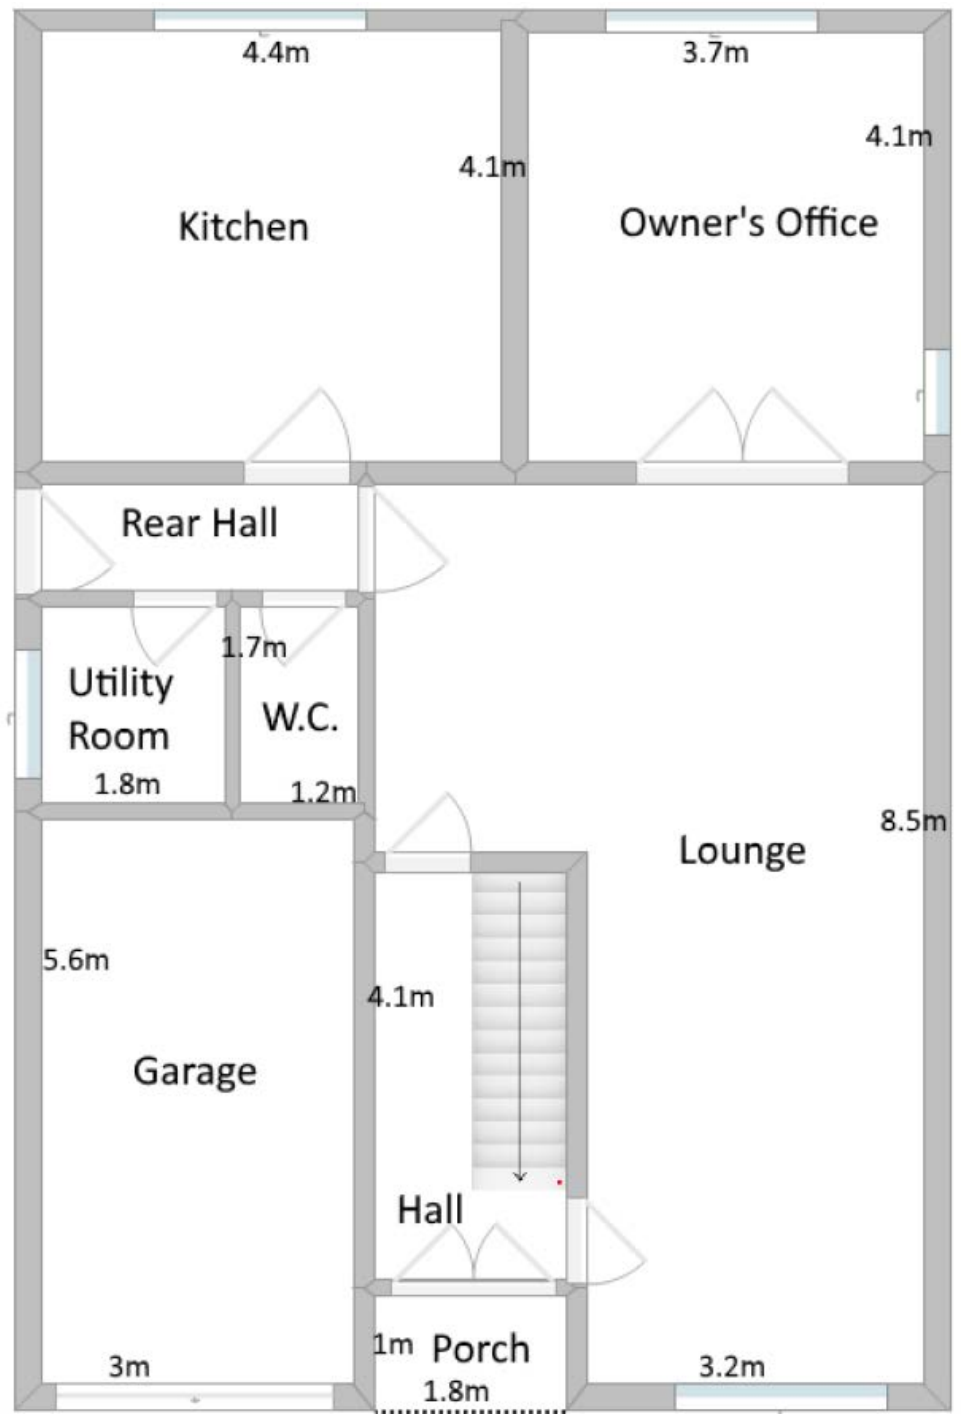 4.4m
3.7m
4.1m
4.1m
Kitchen
Owner's Office
Rear Hall
1.7m
Utility
Room
W.C.
1.8m
1.2m
8.5m
Lounge
5.6m
4.1m
Garage
Hall
1m
Porch
3m
3.2m
1.8m